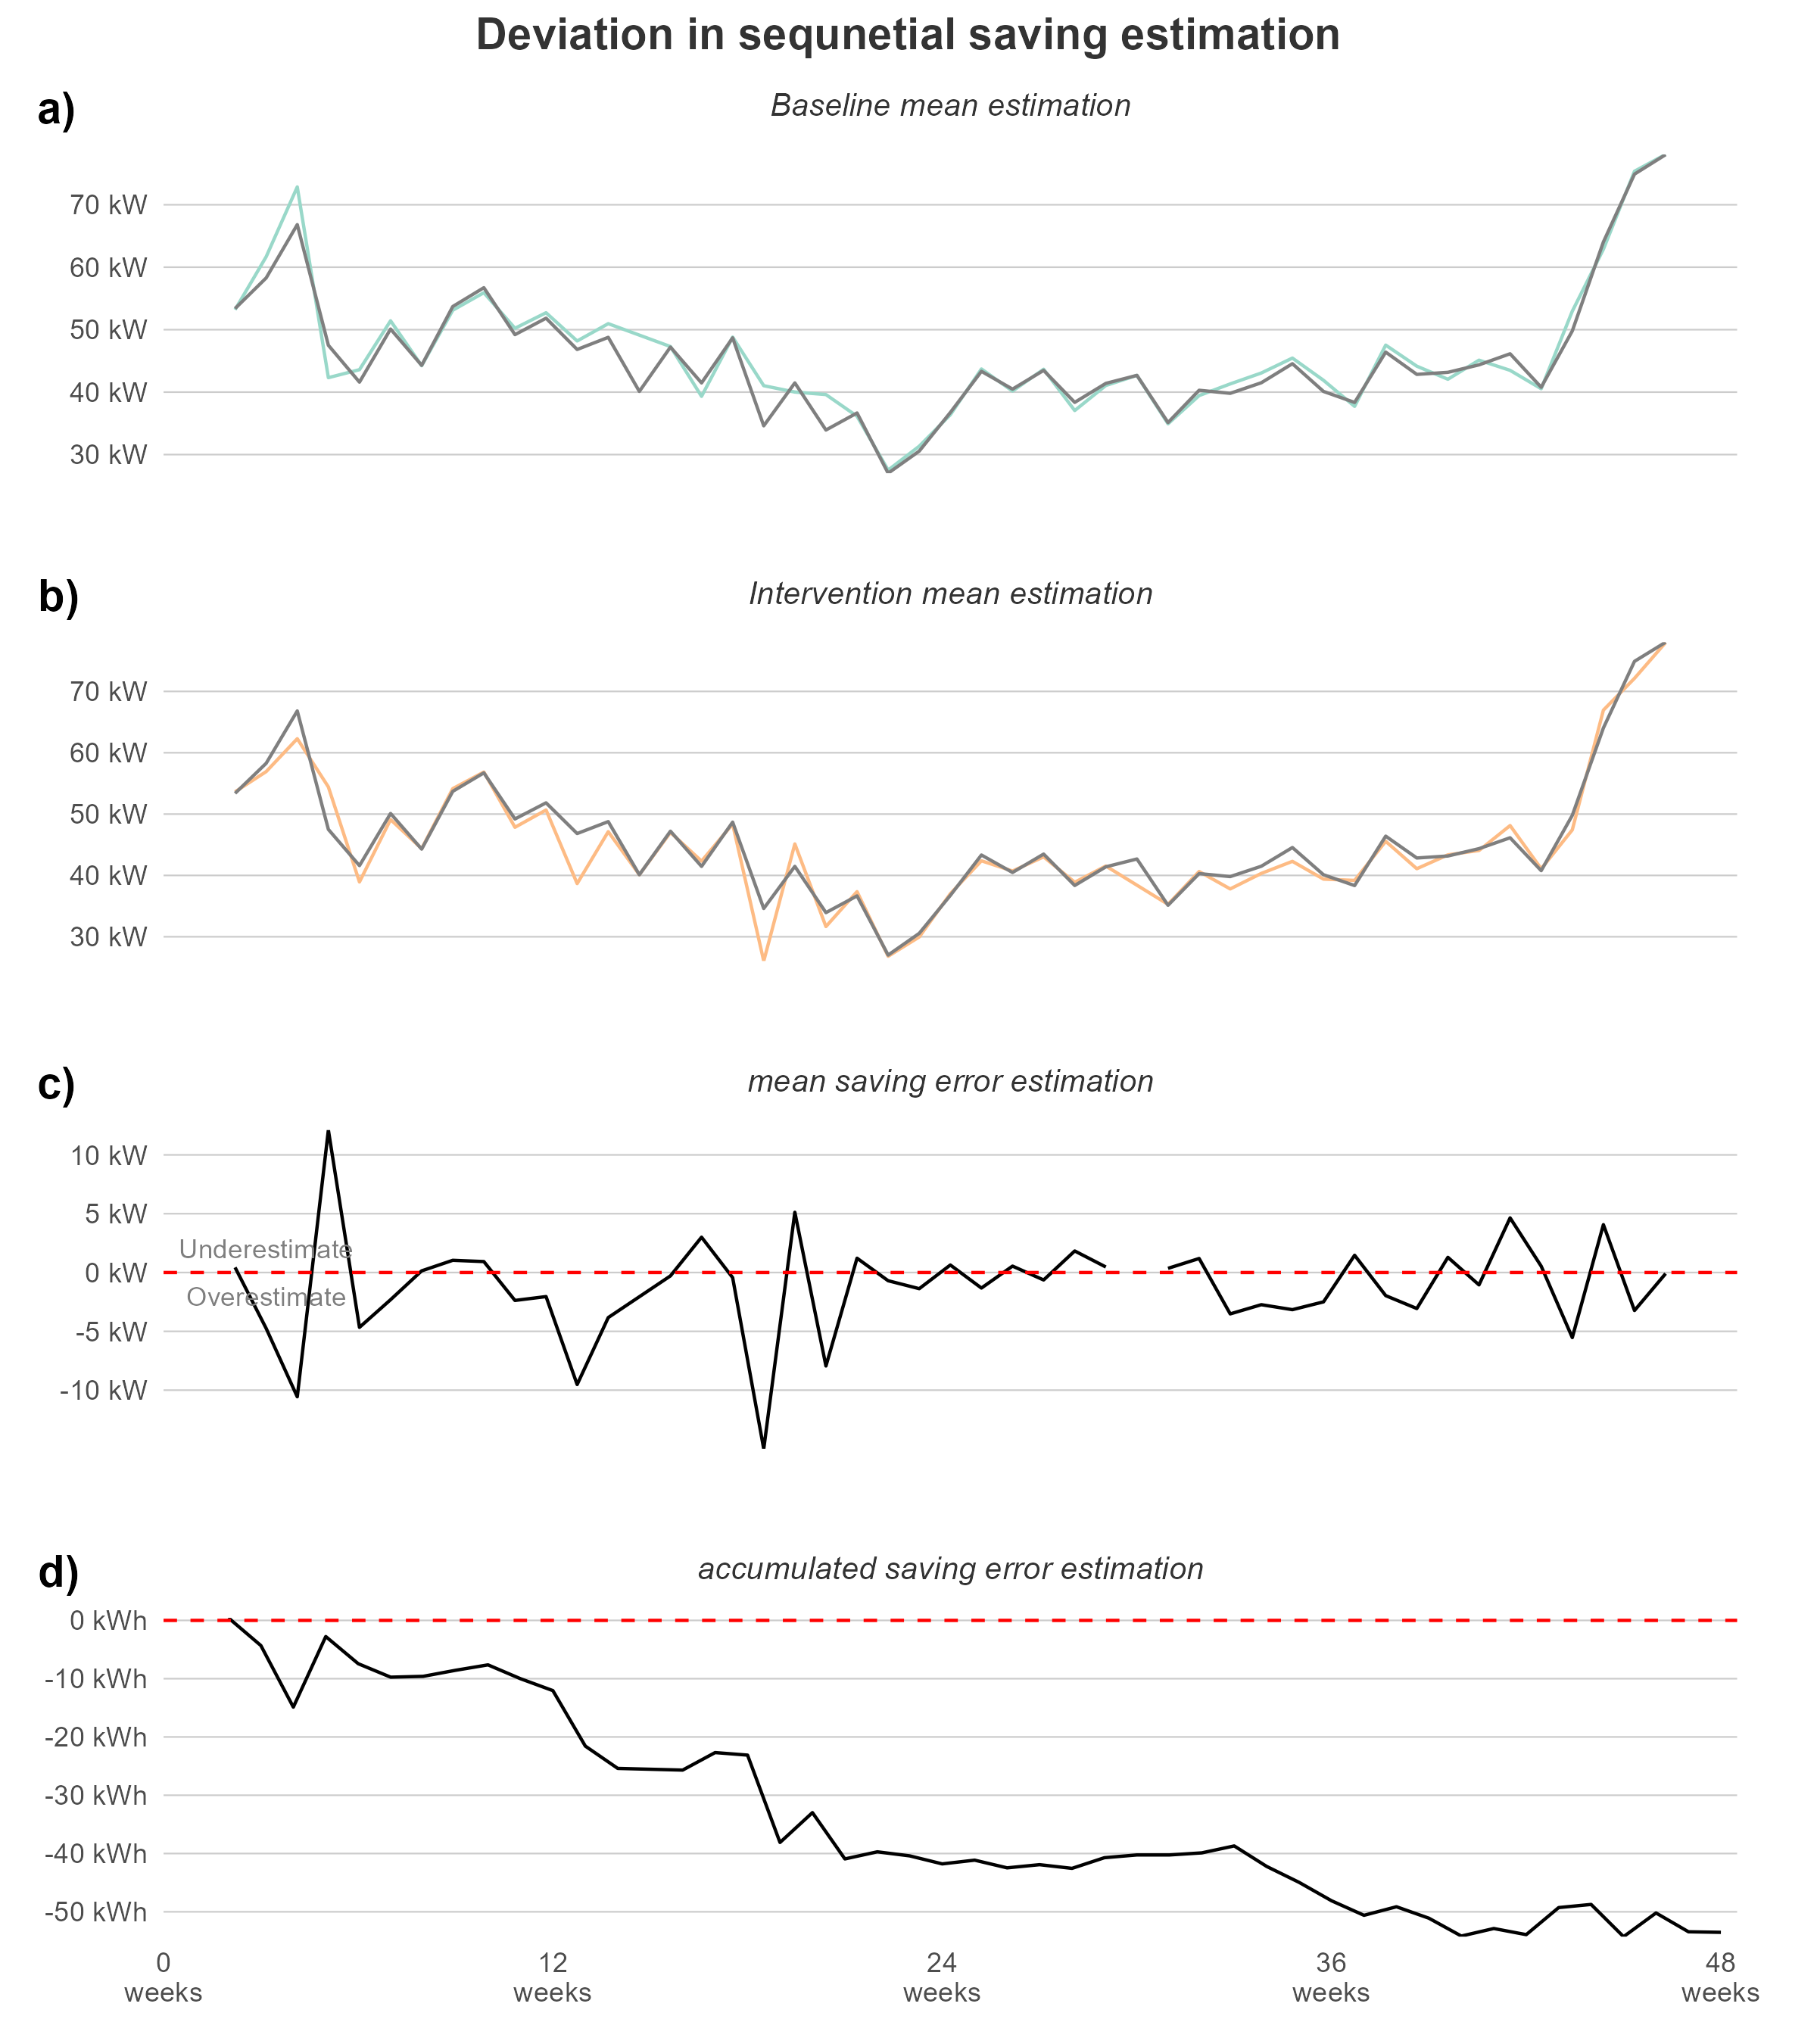 Deviation in sequnetial saving estimation
a)
Baseline mean estimation
70 kW
60 kW
50 kW
40 kW
30 kW
b)
Intervention mean estimation
70 kW
60 kW
50 kW
40 kW
30 kW
c)
mean saving error estimation
10 kW
5 kW
Underestimate
0 kW
Overestimate
-5 kW
-10 kW
d)
accumulated saving error estimation
0 kWh
-10 kWh
-20 kWh
-30 kWh
-40 kWh
-50 kWh
0 12 24 36 48
weeks weeks weeks weeks weeks